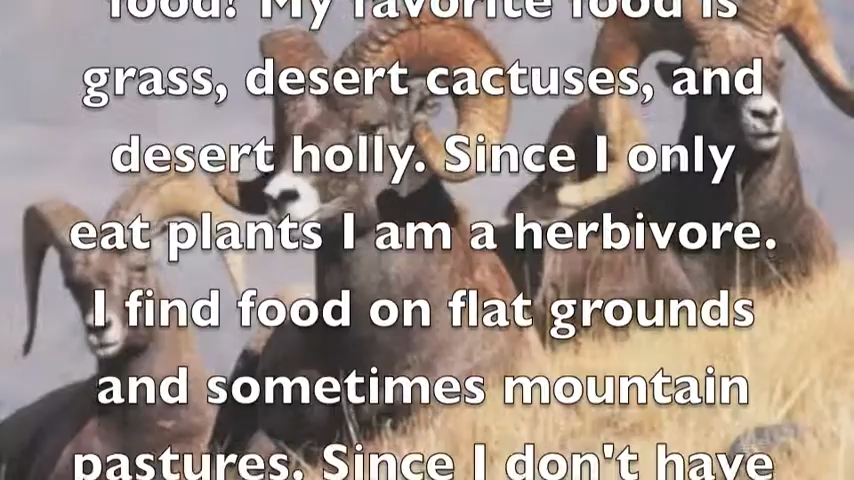 food! My favorite food is
grass, desert cactuses, and
desert holly. Since I only
eat plants I am a herbivore.
I find food on flat grounds
and sometimes mountain
pastures. Since I don't have